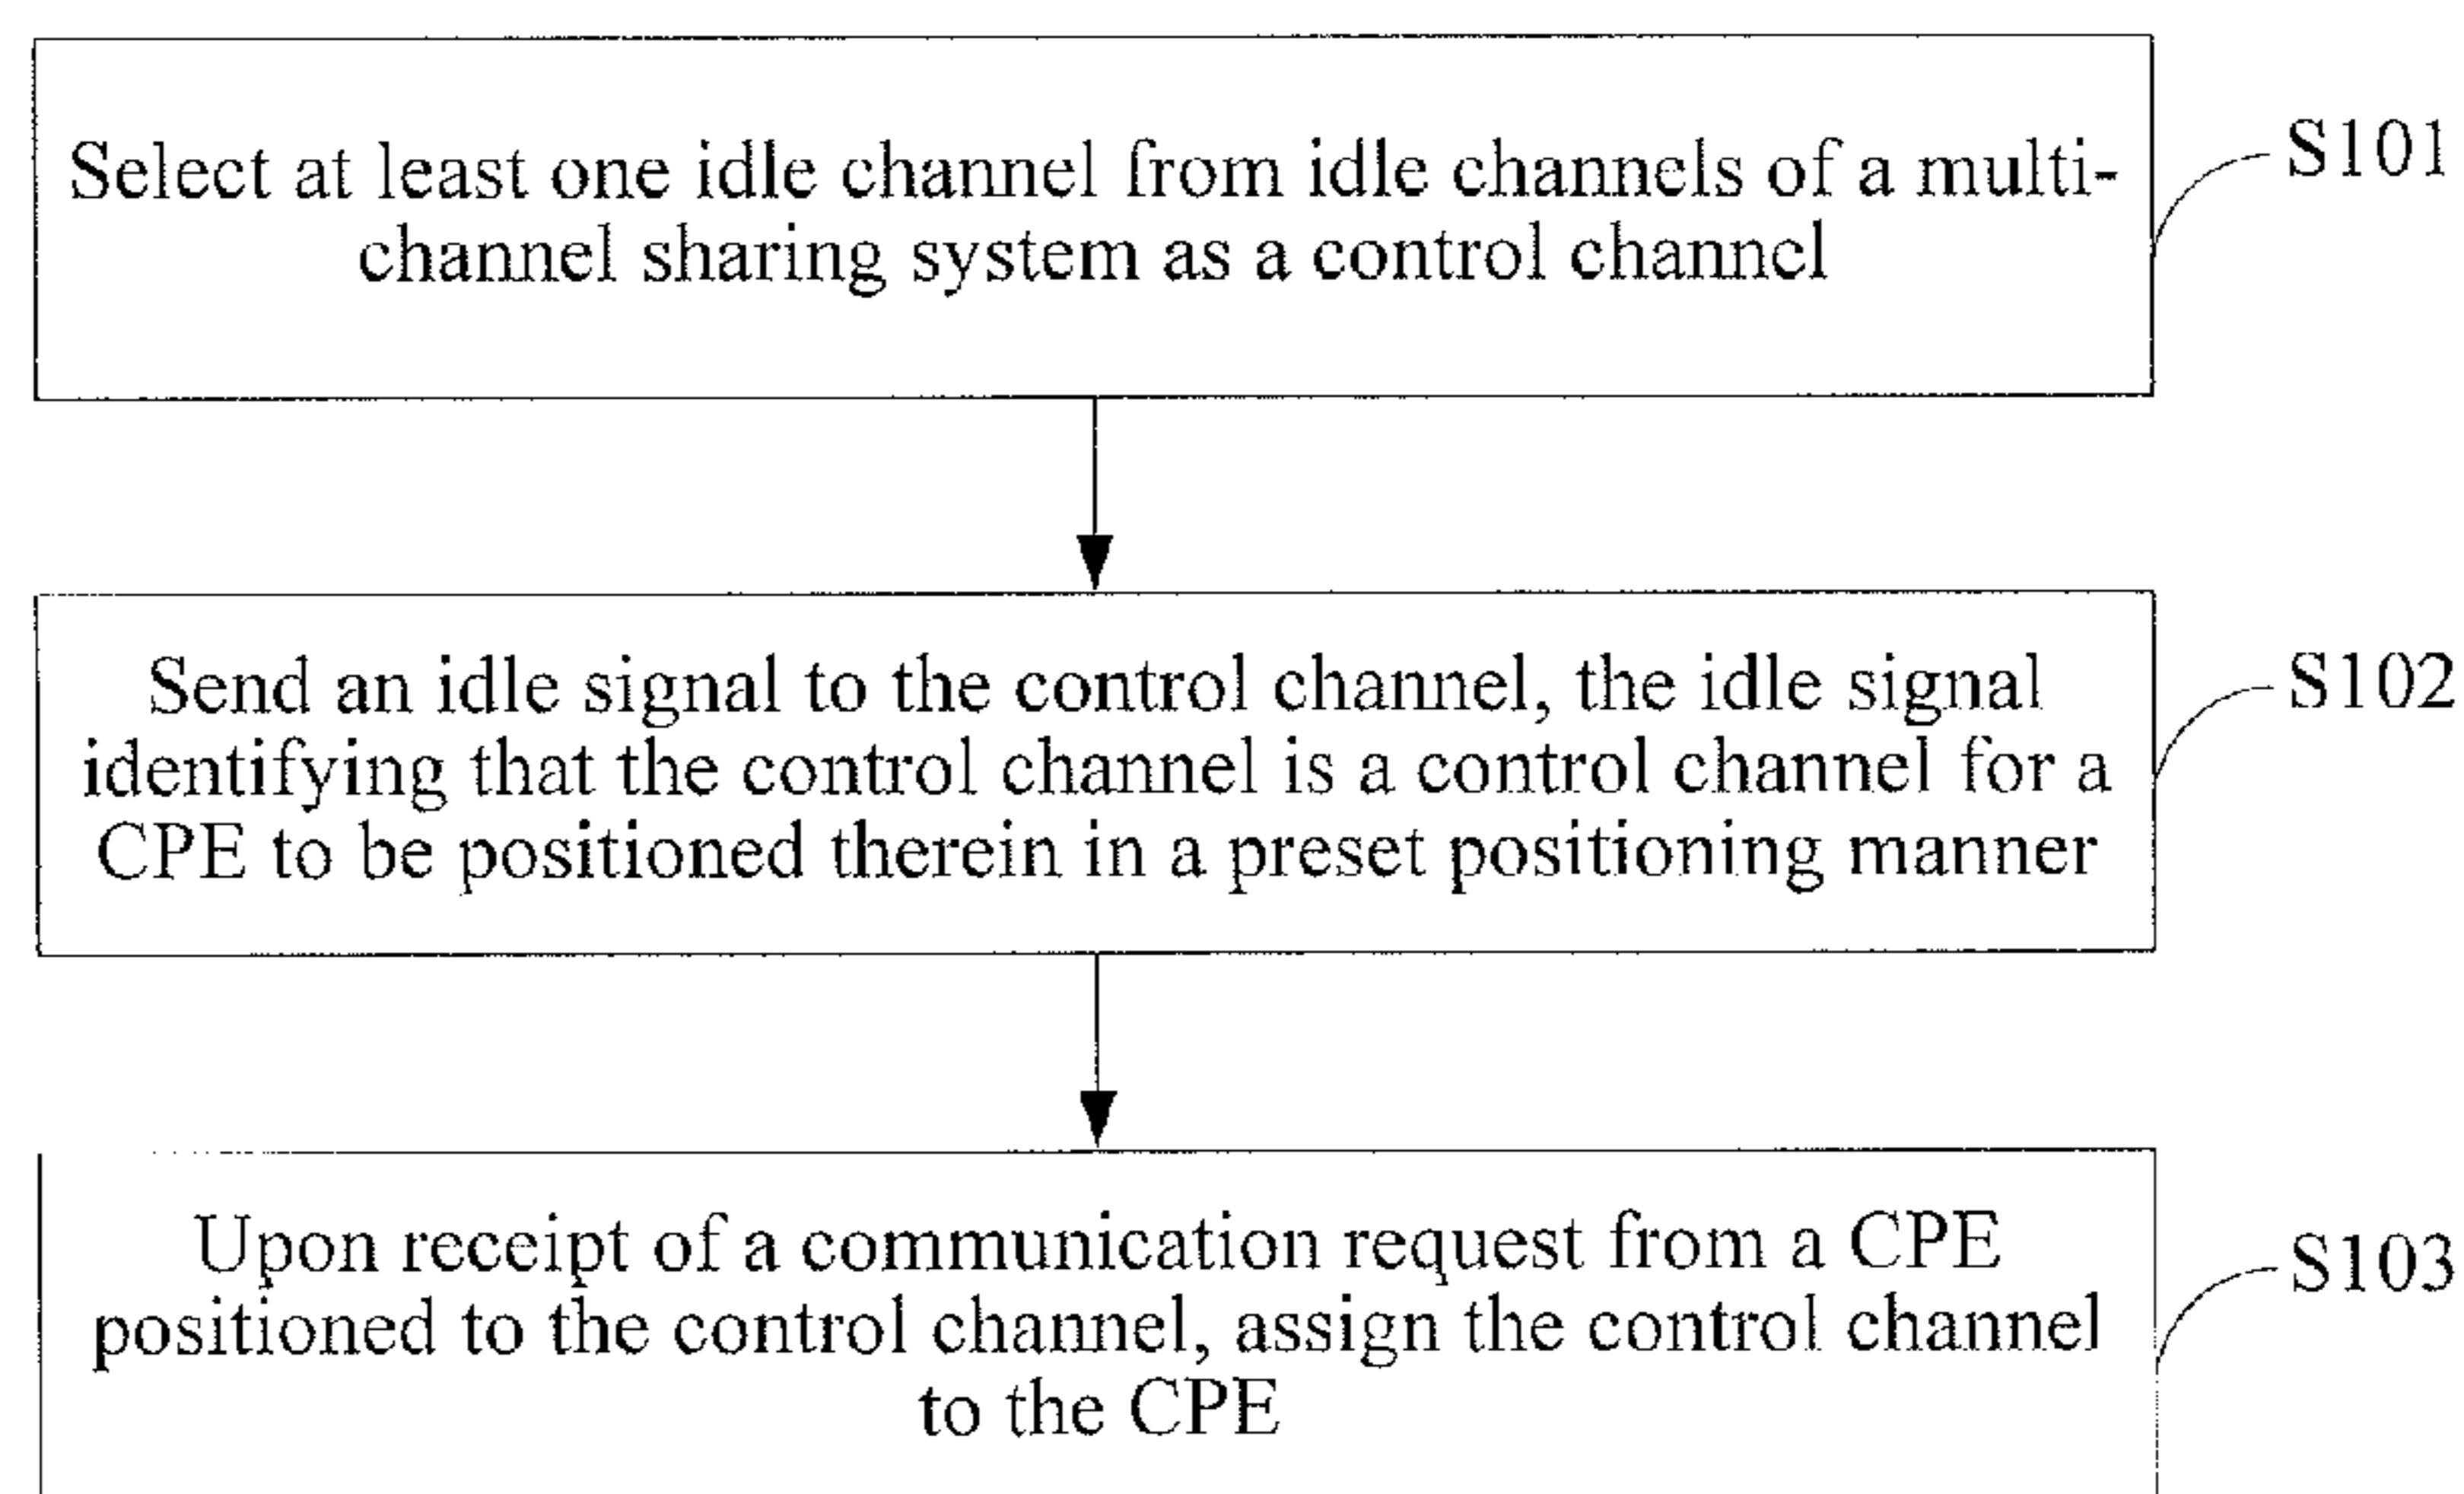 Select at least one idle channel from idle channels of a multi-
channel sharing system as a control channel
S101
Send an idle signal to the control channel, the idle signal
identifying that the control channel is a control channel for a
CPE to be positioned therein in a preset positioning manner
S102
Upon receipt of a communication request from a CPE
positioned to the control channel, assign the control channel
to the CPE
S103